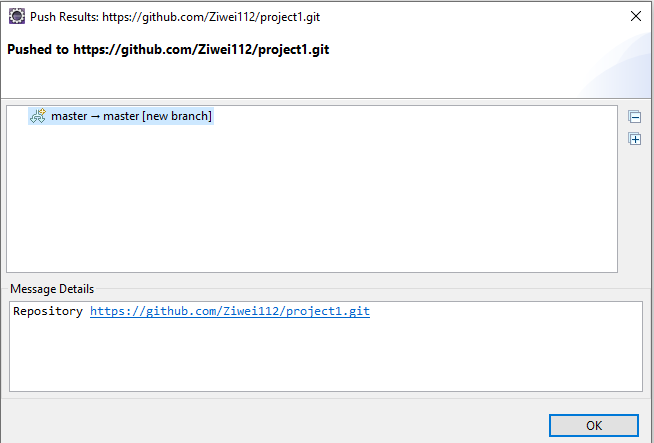 Push Results: https://github.com/Ziwei112/project1.git
Pushed to https://github.com/Ziwei112/project1.git
master → master [new branch]
Message Details
Repository https://github.com/Ziwei112/project1.git
OK